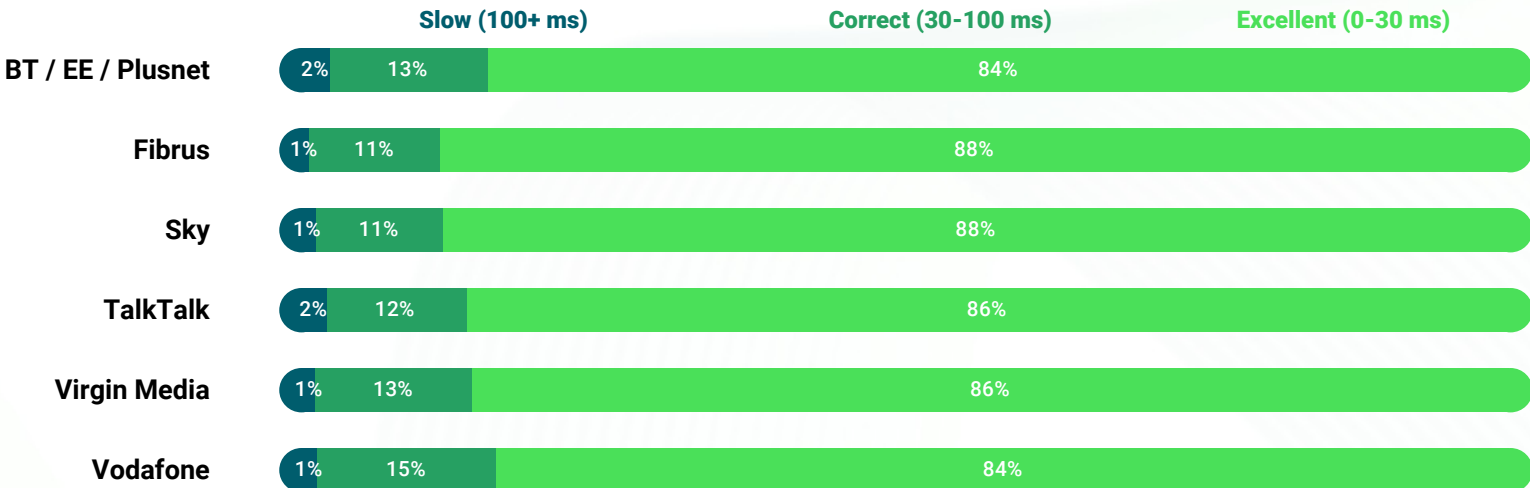 Slow (100+ ms) Correct (30-100 ms) Excellent (0-30 ms)
BT / EE / Plusnet 2% 13% 84%
Fibrus 1% 11% 88%
Sky 1% 11% 88%
TalkTalk 2% 12% 86%
Virgin Media 1% 13% 86%
Vodafone 1% 15% 84%